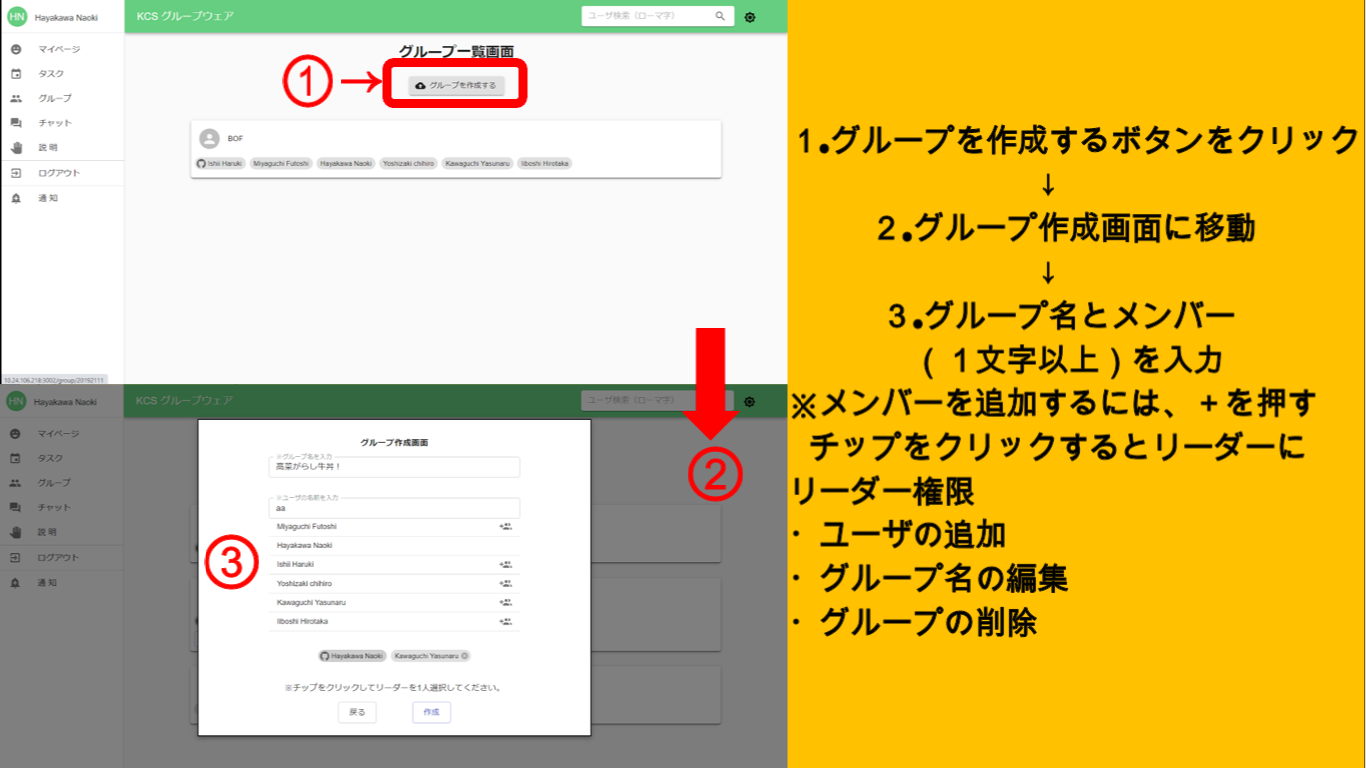 HN
Hayakawa Naoki
KCS グループウェア
ユーザ検索（ローマ字）
マイページ
タスク
グループ
チャット
説明
ログアウト
通知
グループ一覧画面
①→
グループを作成する
BOF
Ishii Haruki
Miyaguchi Futoshi
Hayakawa Naoki
Yoshizaki chihiro
Kawaguchi Yasunaru
Iiboshi Hirotaka
10.24.106.218:3002/group/20192111
HN
Hayakawa Naoki
KCS グループウェア
ユーザ検索（ローマ字）
マイページ
タスク
グループ
チャット
説明
ログアウト
通知
②
③
グループ作成画面
※グループ名を入力
高菜がらし牛丼！
※ユーザの名前を入力
aa
Miyaguchi Futoshi
Hayakawa Naoki
Ishii Haruki
Yoshizaki chihiro
Kawaguchi Yasunaru
Iiboshi Hirotaka
Hayakawa Naoki
Kawaguchi Yasunaru
※チップをクリックしてリーダーを1人選択してください。
戻る
作成
1.グループを作成するボタンをクリック
↓
2.グループ作成画面に移動
↓
3.グループ名とメンバー
(1文字以上)を入力
※メンバーを追加するには、+を押す
チップをクリックするとリーダーに
リーダー権限
・ユーザの追加
・グループ名の編集
・グループの削除